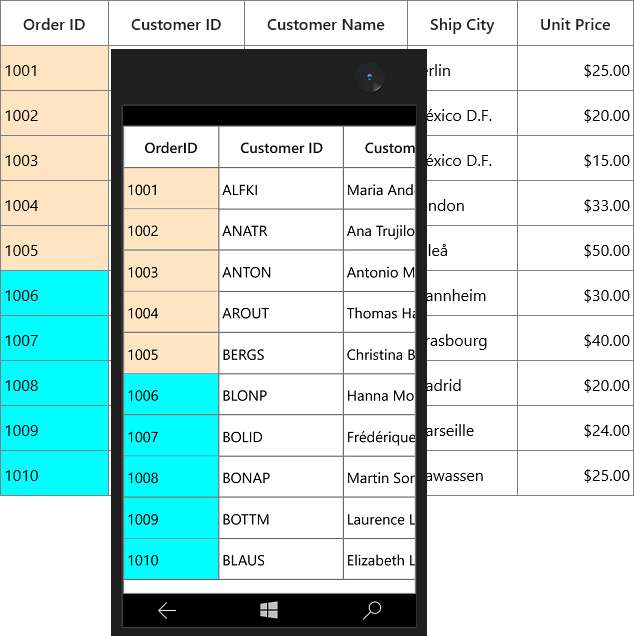 Order ID Customer ID Customer Name Ship City Unit Price
1001 erlin $25.00
1002 éxico D.F. $20.00
1003 éxico D.F. $15.00
1004 ndon $33.00
1005 leå $50.00
1006 annheim $30.00
1007 rasbourg $40.00
1008 adrid $20.00
1009 arseille $24.00
1010 awassen $25.00
OrderID Customer ID Custom
1001 ALFKI Maria And
1002 ANATR Ana Trujilo
1003 ANTON Antonio M
1004 AROUT Thomas Ha
1005 BERGS Christina B
1006 BLONP Hanna Mo
1007 BOLID Frédérique
1008 BONAP Martin Sor
1009 BOTTM Laurence L
1010 BLAUS Elizabeth L